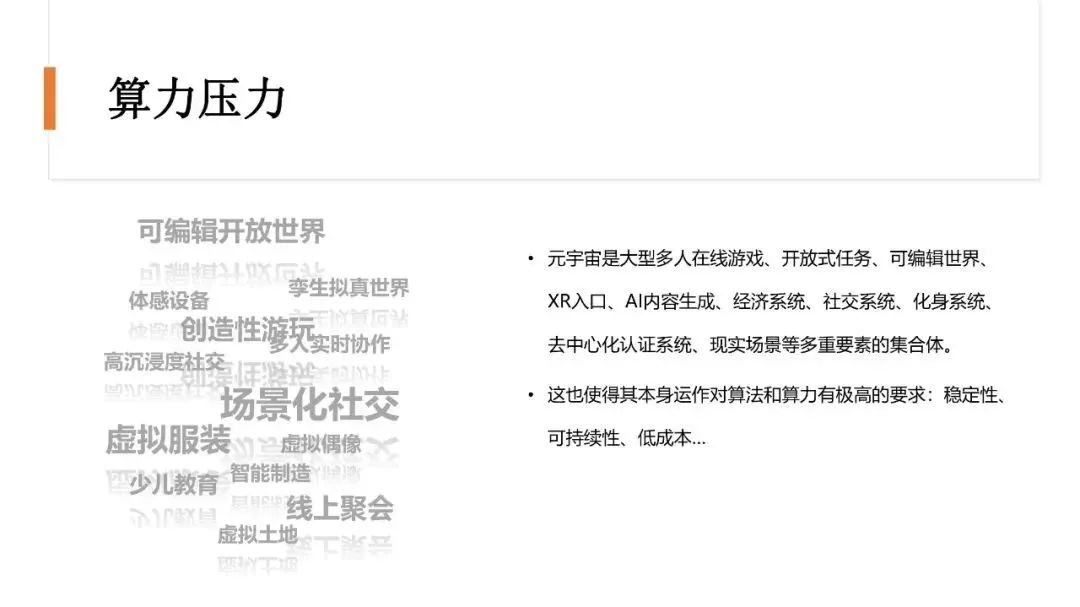 算力压力
可编辑开放世界
孪生拟真世界
体感设备
创造性游玩
多人实时协作
高沉浸度社交
场景化社交
虚拟服装
虚拟偶像
智能制造
少儿教育
线上聚会
虚拟土地
• 元宇宙是大型多人在线游戏、开放式任务、可编辑世界、
XR入口、AI内容生成、经济系统、社交系统、化身系统、
去中心化认证系统、现实场景等多重要素的集合体。
• 这也使得其本身运作对算法和算力有极高的要求：稳定性、
可持续性、低成本...